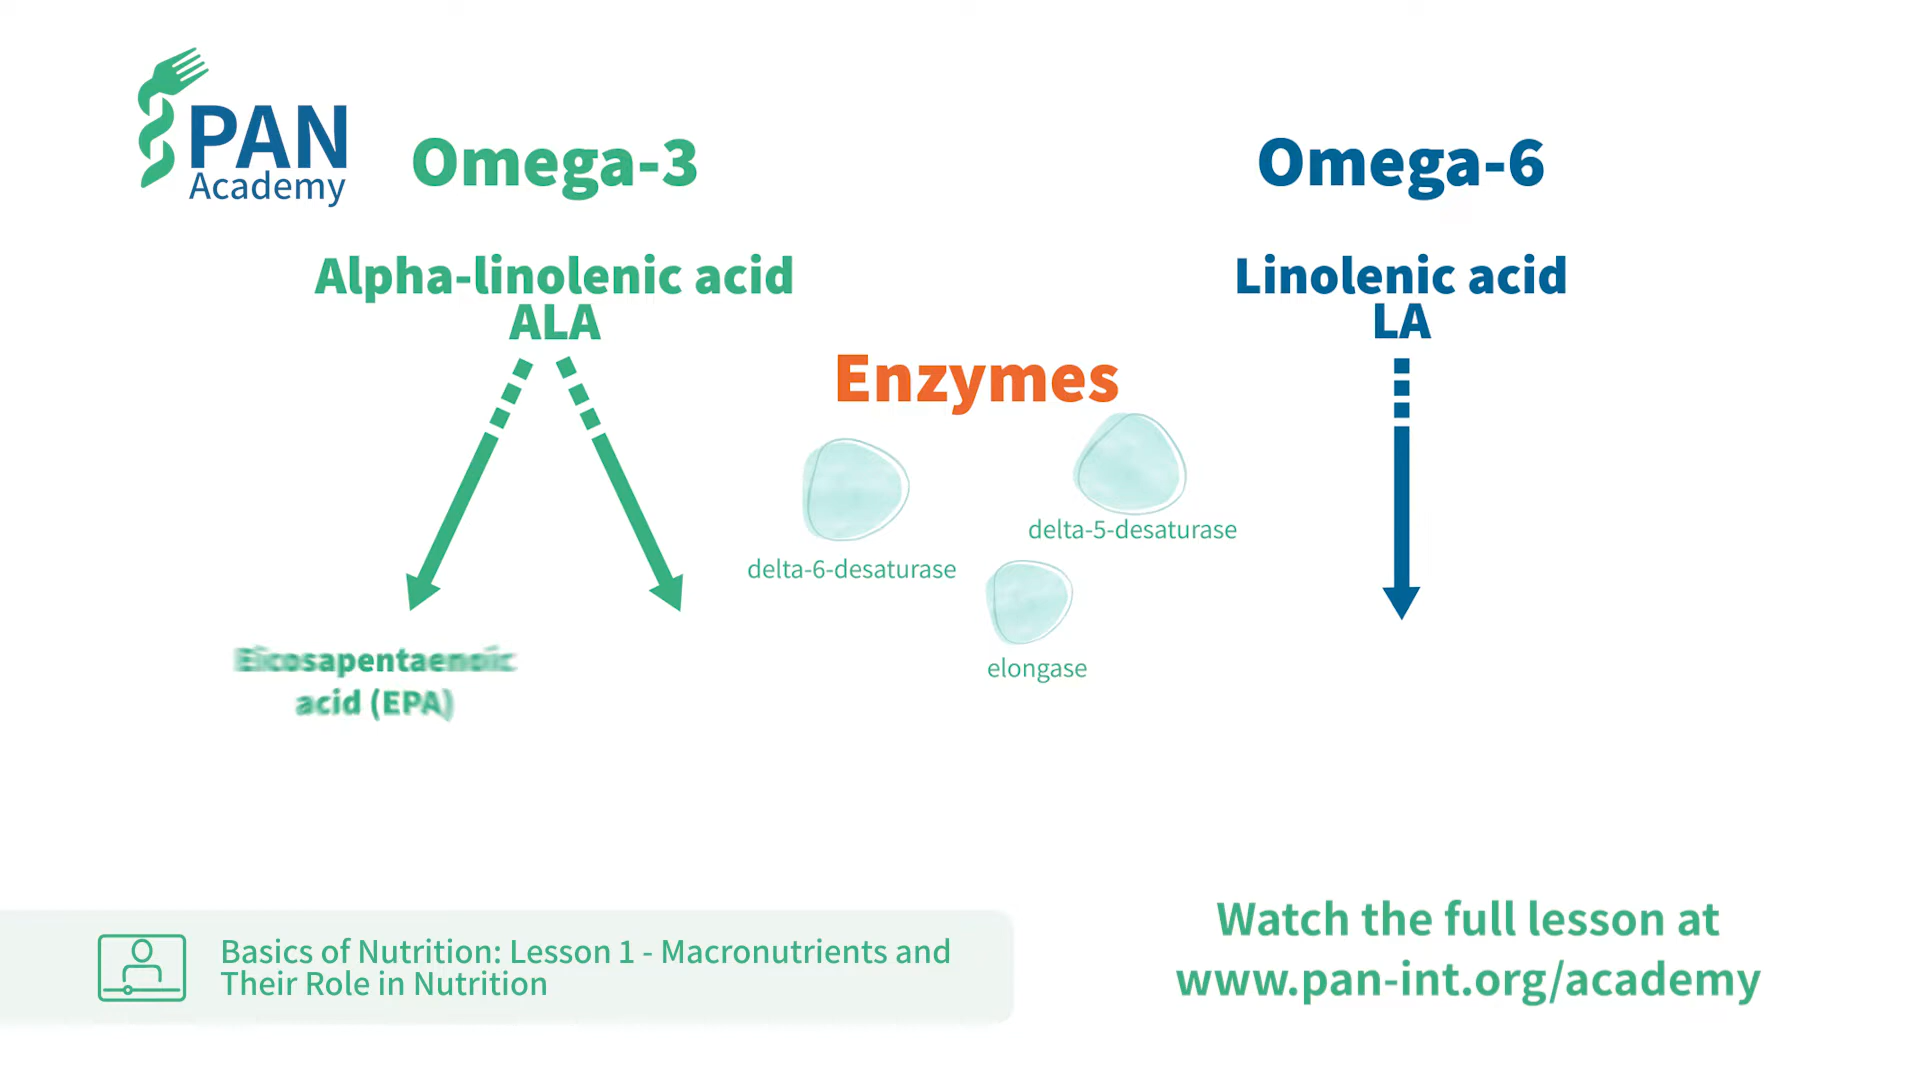 PAN
Academy
Omega-3
Omega-6
Alpha-linolenic acid
ALA
Linolenic acid
LA
Enzymes
delta-5-desaturase
delta-6-desaturase
elongase
Eicosapentaenoic
acid (EPA)
Basics of Nutrition: Lesson 1 - Macronutrients and
Their Role in Nutrition
Watch the full lesson at
www.pan-int.org/academy